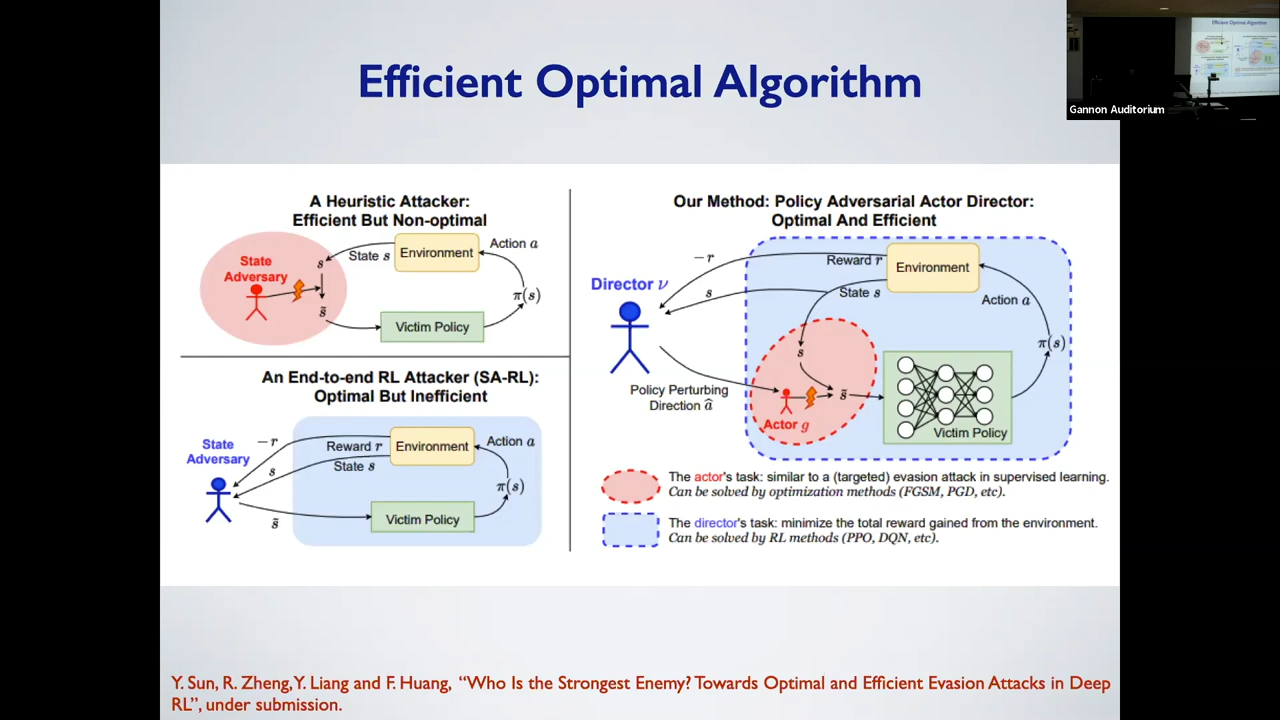 Efficient Optimal Algorithm
Gannon Auditorium
A Heuristic Attacker:
Efficient But Non-optimal
State
Adversary
s
s̃
State s
Environment
Action a
π(s)
Victim Policy
An End-to-end RL Attacker (SA-RL):
Optimal But Inefficient
State
Adversary
−r
s
s̃
Reward r
State s
Environment
Action a
π(s)
Victim Policy
Our Method: Policy Adversarial Actor Director:
Optimal And Efficient
Director ν
−r
s
Reward r
State s
Environment
Action a
π(s)
Policy Perturbing
Direction â
s
s̃
Actor g
Victim Policy
The actor's task: similar to a (targeted) evasion attack in supervised learning.
Can be solved by optimization methods (FGSM, PGD, etc).
The director's task: minimize the total reward gained from the environment.
Can be solved by RL methods (PPO, DQN, etc).
Y. Sun, R. Zheng, Y. Liang and F. Huang, “Who Is the Strongest Enemy? Towards Optimal and Efficient Evasion Attacks in Deep
RL”, under submission.
Efficient Optimal Algorithm